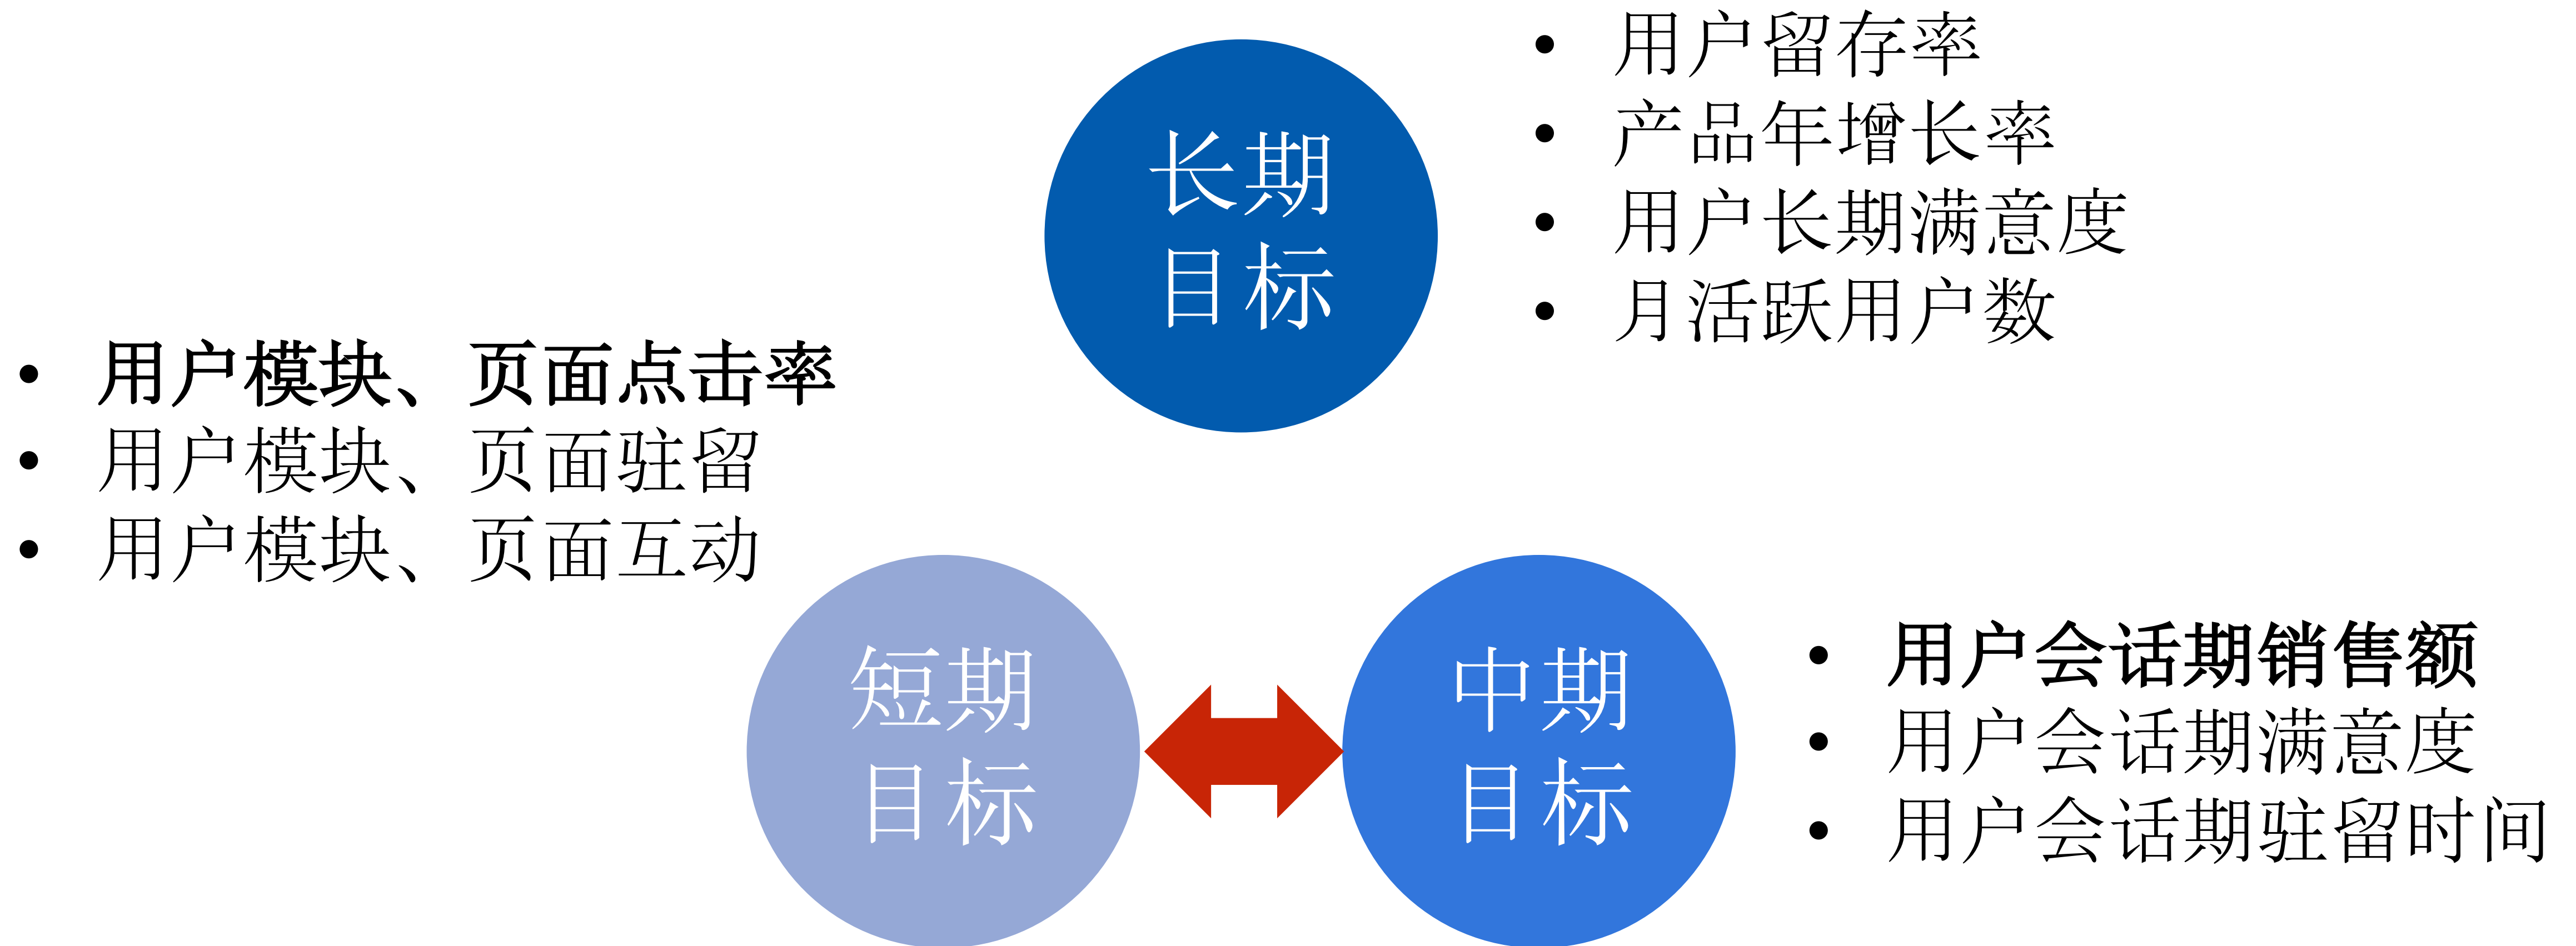 长期
目标
• 用户留存率
• 产品年增长率
• 用户长期满意度
• 月活跃用户数
• 用户模块、页面点击率
• 用户模块、页面驻留
• 用户模块、页面互动
短期
目标
中期
目标
• 用户会话期销售额
• 用户会话期满意度
• 用户会话期驻留时间